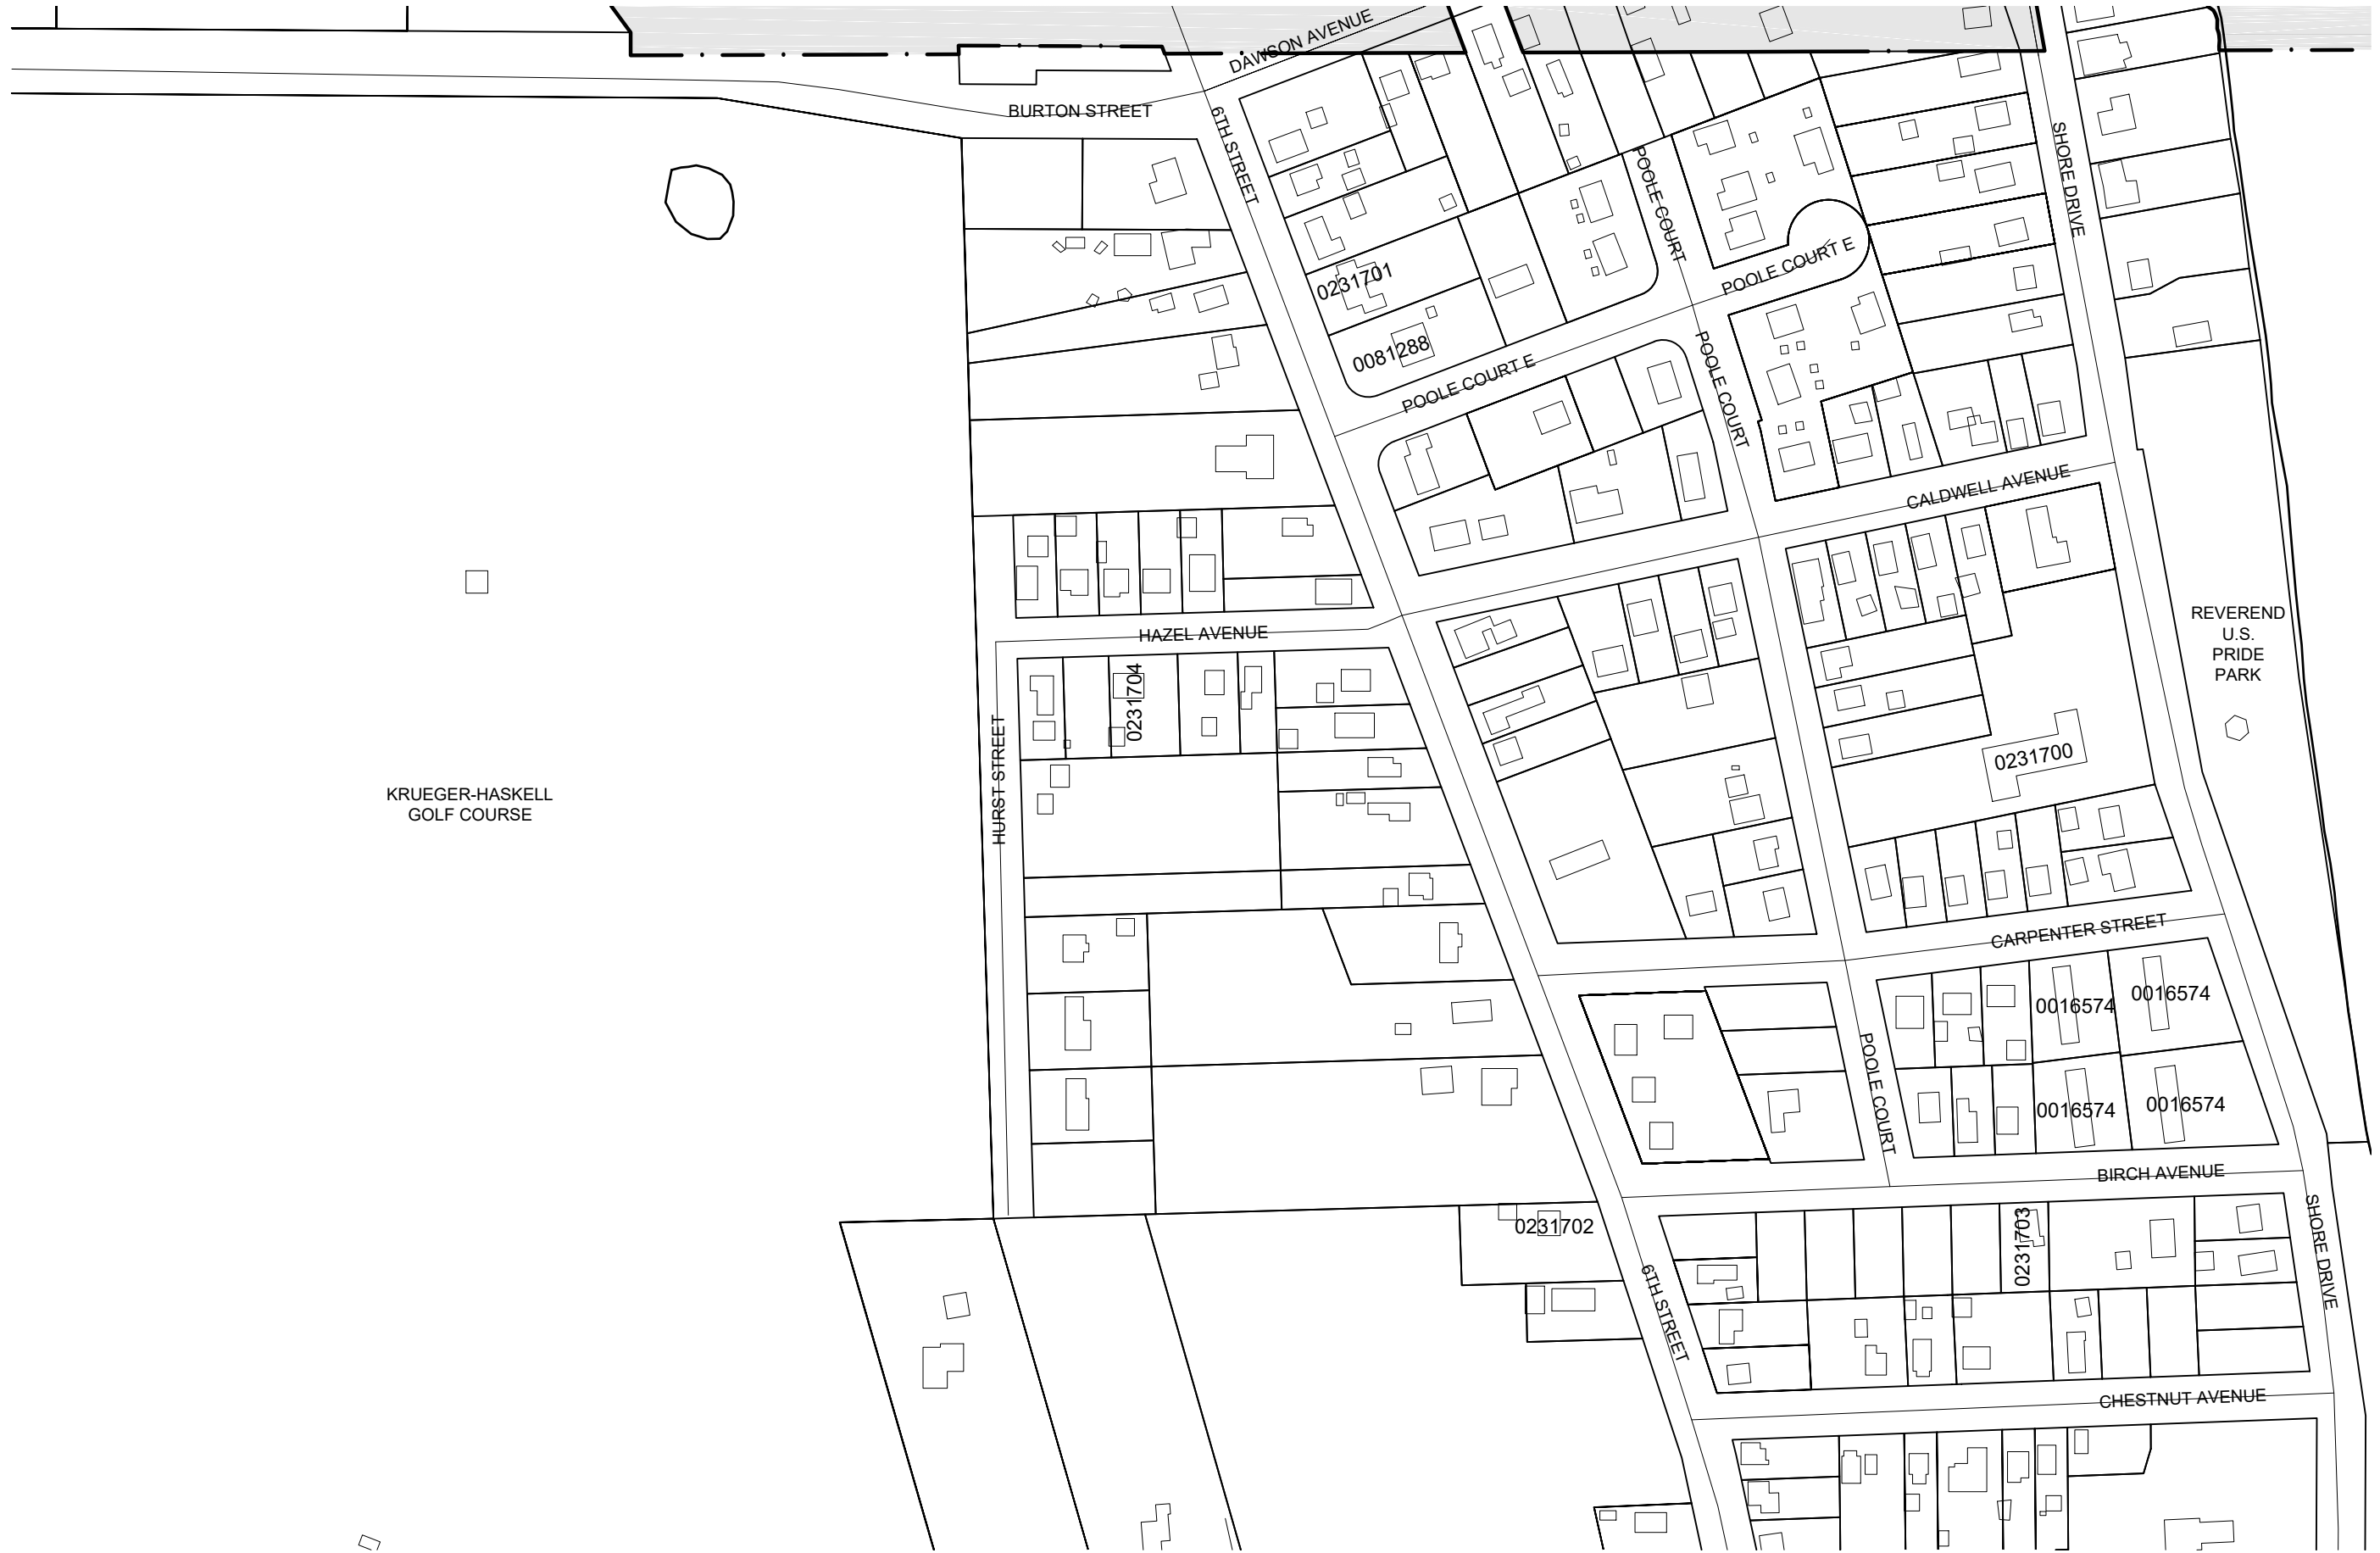 DAWSON AVENUE
BURTON STREET
6TH STREET
POOLE COURT
SHORE DRIVE
POOLE COURT E
0231701
0081288
POOLE COURT E
POOLE COURT
CALDWELL AVENUE
HAZEL AVENUE
REVEREND
U.S.
PRIDE
PARK
0231704
HURST STREET
0231700
KRUEGER-HASKELL
GOLF COURSE
CARPENTER STREET
0016574
0016574
POOLE COURT
0016574
0016574
BIRCH AVENUE
0231702
0231703
SHORE DRIVE
6TH STREET
CHESTNUT AVENUE